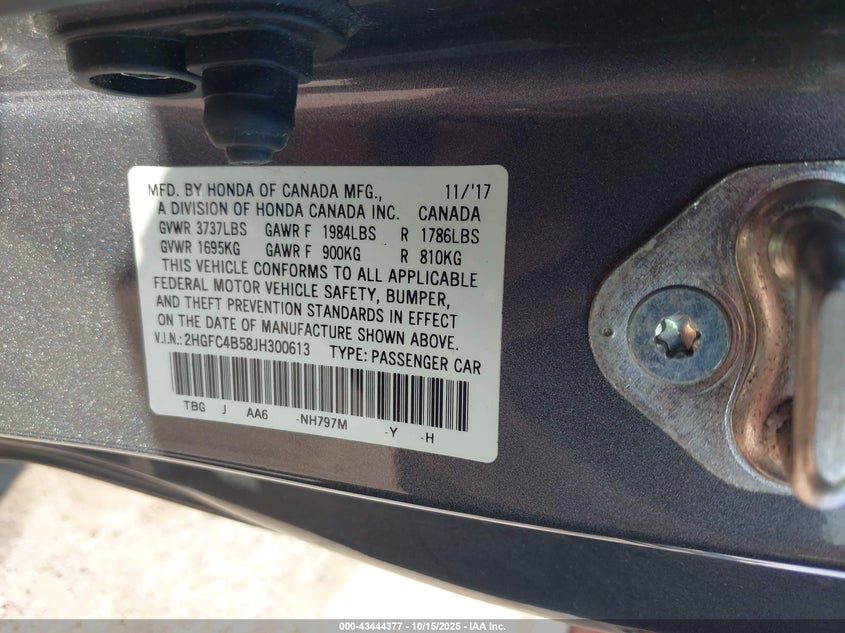 MFD. BY HONDA OF CANADA MFG., 11/'17
A DIVISION OF HONDA CANADA INC. CANADA
GVWR 3737LBS GAWR F 1984LBS R 1786LBS
GVWR 1695KG GAWR F 900KG R 810KG
THIS VEHICLE CONFORMS TO ALL APPLICABLE
FEDERAL MOTOR VEHICLE SAFETY, BUMPER,
AND THEFT PREVENTION STANDARDS IN EFFECT
ON THE DATE OF MANUFACTURE SHOWN ABOVE.
V.I.N.: 2HGFC4B58JH300613 TYPE: PASSENGER CAR
TBG J AA6 -NH797M -Y -H
000-43444377 - 10/15/2025 - IAA Inc.